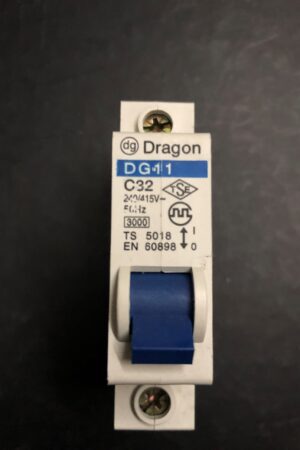 dg Dragon
DG11
C32
TSE
240/415V~
50Hz
3000
TS 5018
EN 60898
I
0